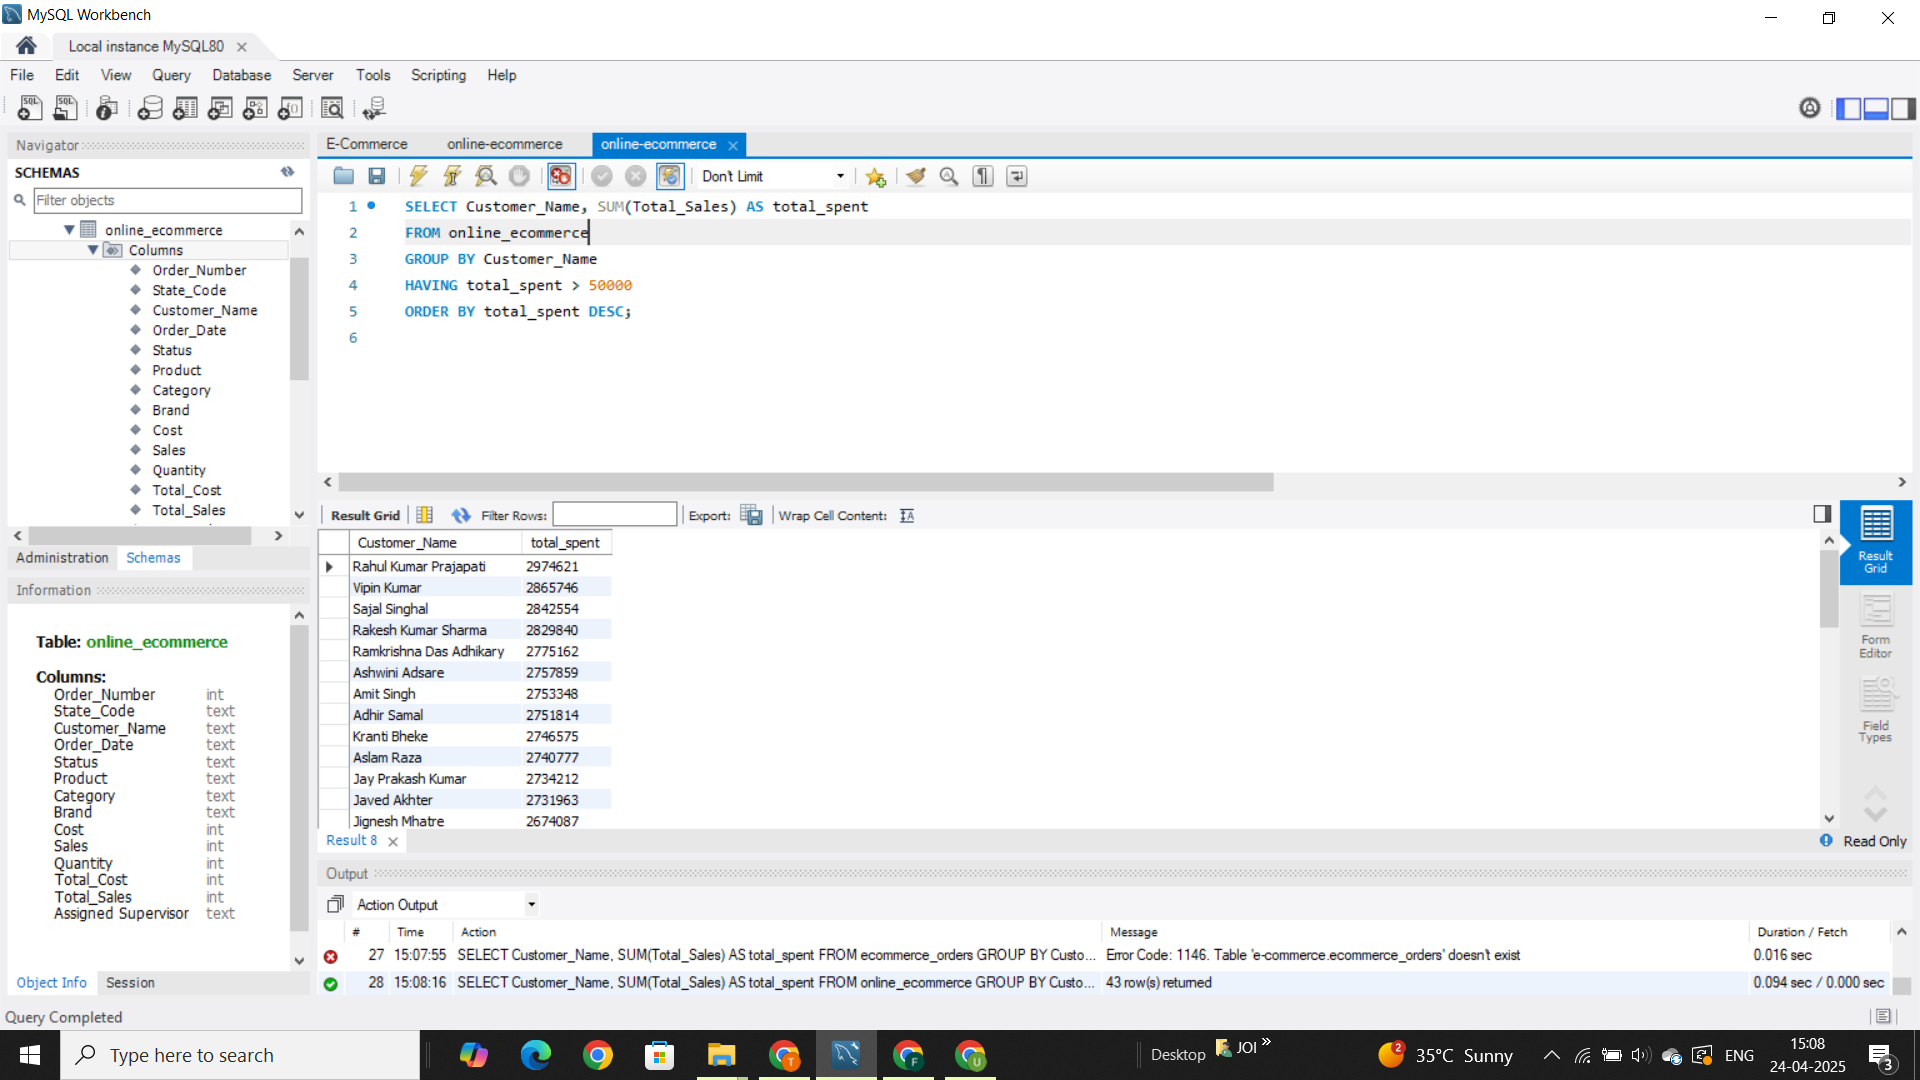 MySQL Workbench
Local instance MySQL80
File Edit View Query Database Server Tools Scripting Help
Navigator
SCHEMAS
Filter objects
online_ecommerce
Columns
Order_Number
State_Code
Customer_Name
Order_Date
Status
Product
Category
Brand
Cost
Sales
Quantity
Total_Cost
Total_Sales
Administration Schemas
Information
Table: online_ecommerce
Columns:
Order_Number int
State_Code text
Customer_Name text
Order_Date text
Status text
Product text
Category text
Brand text
Cost int
Sales int
Quantity int
Total_Cost int
Total_Sales int
Assigned Supervisor text
Object Info Session
E-Commerce online-ecommerce online-ecommerce
Don't Limit
1 SELECT Customer_Name, SUM(Total_Sales) AS total_spent
2 FROM online_ecommerce
3 GROUP BY Customer_Name
4 HAVING total_spent > 50000
5 ORDER BY total_spent DESC;
6
Result Grid Filter Rows: Export: Wrap Cell Content:
Customer_Name total_spent
Rahul Kumar Prajapati 2974621
Vipin Kumar 2865746
Sajal Singhal 2842554
Rakesh Kumar Sharma 2829840
Ramkrishna Das Adhikary 2775162
Ashwini Adsare 2757859
Amit Singh 2753348
Adhir Samal 2751814
Kranti Bheke 2746575
Aslam Raza 2740777
Jay Prakash Kumar 2734212
Javed Akhter 2731963
Jignesh Mhatre 2674087
Result
Grid
Form
Editor
Field
Types
Result 8
Read Only
Output
Action Output
# Time Action Message Duration / Fetch
27 15:07:55 SELECT Customer_Name, SUM(Total_Sales) AS total_spent FROM ecommerce_orders GROUP BY Custo... Error Code: 1146. Table 'e-commerce.ecommerce_orders' doesn't exist 0.016 sec
28 15:08:16 SELECT Customer_Name, SUM(Total_Sales) AS total_spent FROM online_ecommerce GROUP BY Custo... 43 row(s) returned 0.094 sec / 0.000 sec
Query Completed
Type here to search
T
F
U
Desktop
JOI
»
2
35°C Sunny
ENG
15:08
24-04-2025
3